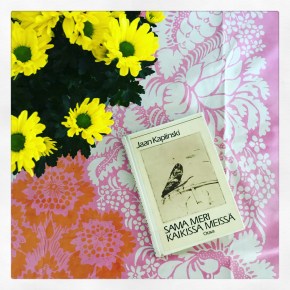 Jaan Kaplinski
SAMA MERI
KAIKISSA MEISSÄ
OTAVA